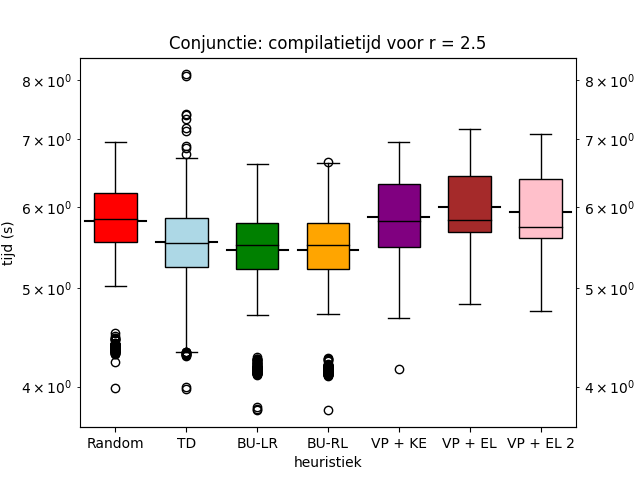 Conjunctie: compilatietijd voor r = 2.5
8 × 10⁰
7 × 10⁰
6 × 10⁰
5 × 10⁰
4 × 10⁰
tijd (s)
8 × 10⁰
7 × 10⁰
6 × 10⁰
5 × 10⁰
4 × 10⁰
Random TD BU-LR BU-RL VP + KE VP + EL VP + EL 2
heuristiek